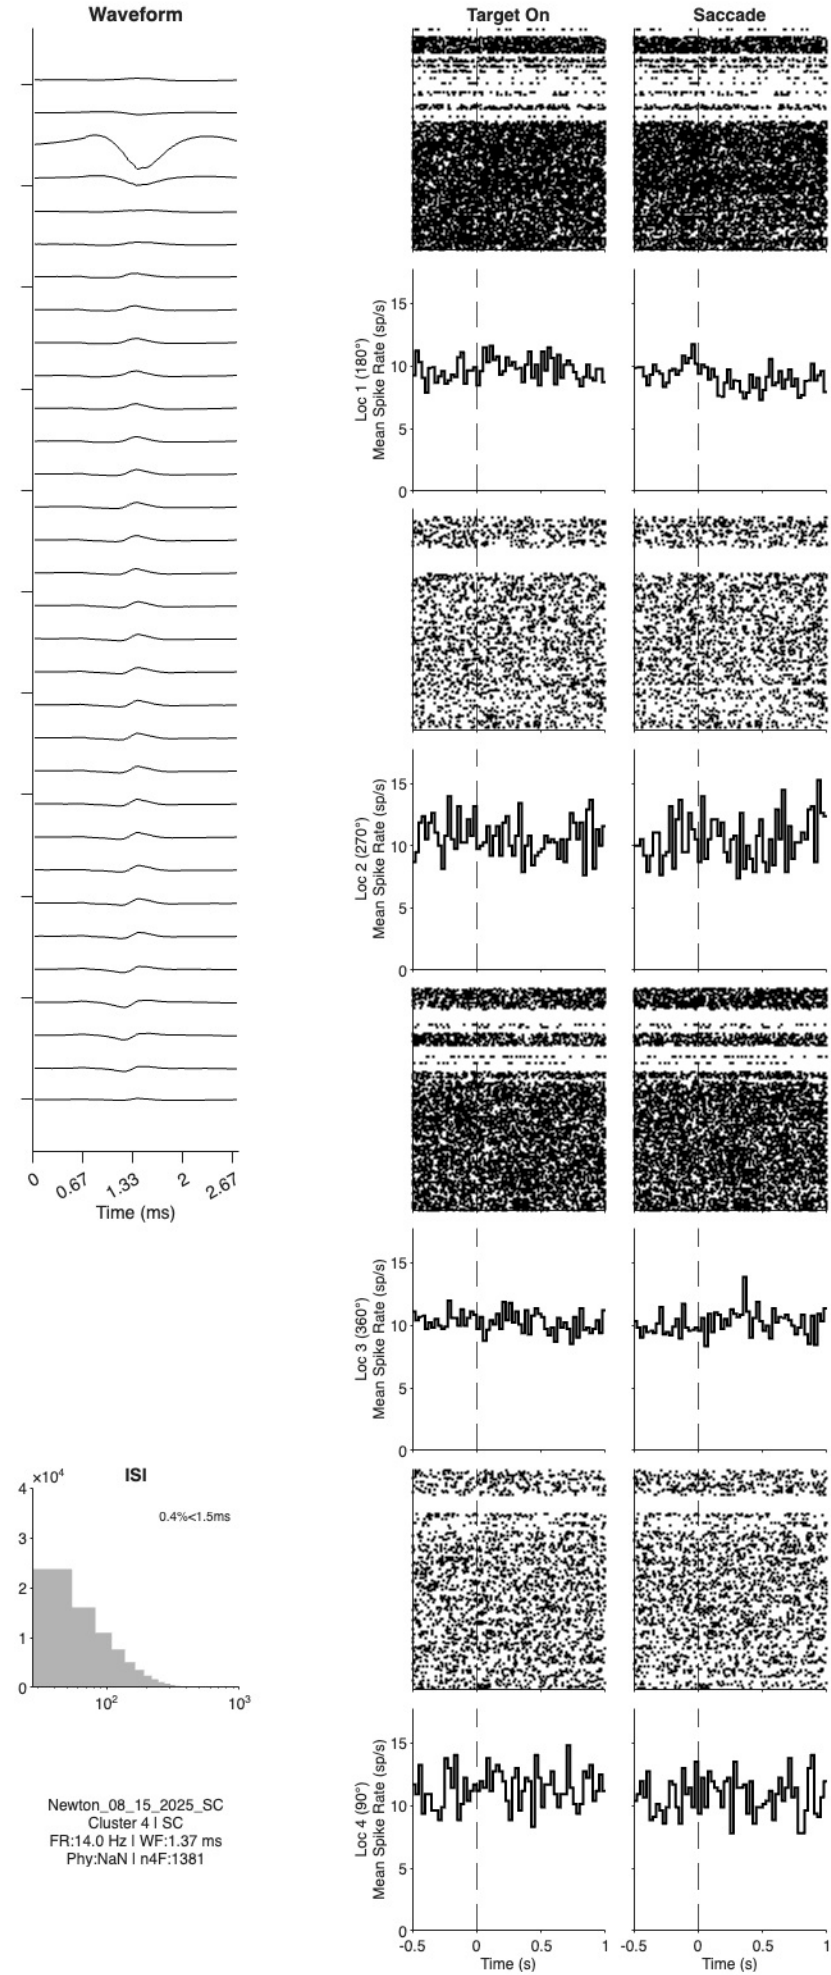 Waveform
Target On
Saccade
0
0.67
1.33
2
2.67
Time (ms)
15
10
5
0
Loc 1 (180°)
Mean Spike Rate (sp/s)
15
10
5
0
Loc 2 (270°)
Mean Spike Rate (sp/s)
15
10
5
0
Loc 3 (360°)
Mean Spike Rate (sp/s)
×10⁴
ISI
4
3
2
1
0
0.4%<1.5ms
10²
10³
15
10
5
0
Loc 4 (90°)
Mean Spike Rate (sp/s)
-0.5
0
0.5
1
Time (s)
-0.5
0
0.5
1
Time (s)
Newton_08_15_2025_SC
Cluster 4 | SC
FR:14.0 Hz | WF:1.37 ms
Phy:NaN | n4F:1381